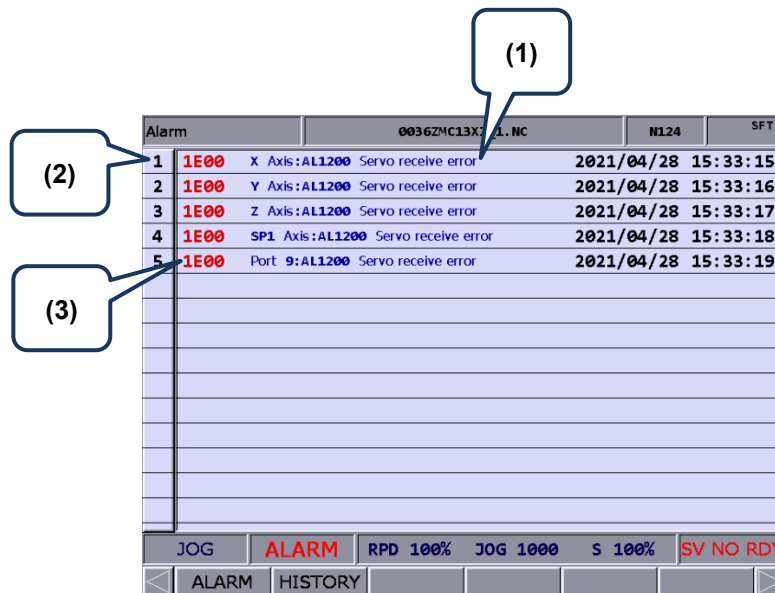 (1)
Alarm 0036ZMC13X 1.NC N124 SFT
(2)
1 1E00 X Axis:AL1200 Servo receive error 2021/04/28 15:33:15
2 1E00 Y Axis:AL1200 Servo receive error 2021/04/28 15:33:16
3 1E00 Z Axis:AL1200 Servo receive error 2021/04/28 15:33:17
4 1E00 SP1 Axis:AL1200 Servo receive error 2021/04/28 15:33:18
5 1E00 Port 9:AL1200 Servo receive error 2021/04/28 15:33:19
(3)
JOG ALARM RPD 100% JOG 1000 S 100% SV NO RDY
ALARM HISTORY